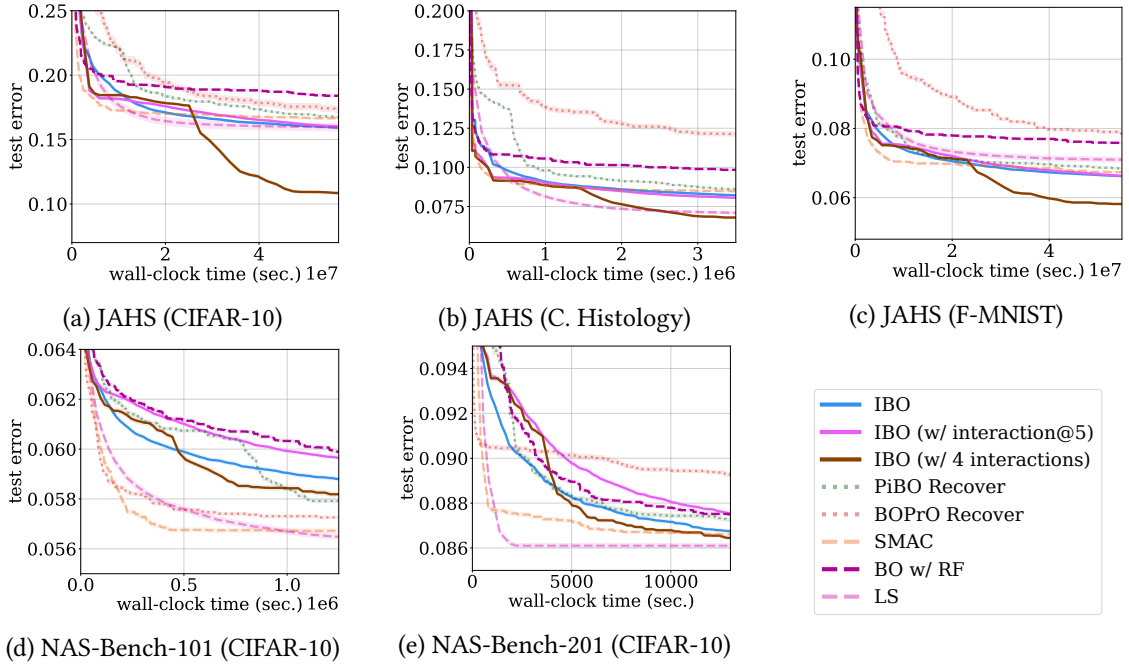 0.25
0.20
0.15
0.10
test error
0 2 4
wall-clock time (sec.) 1e7
(a) JAHS (CIFAR-10)
0.200
0.175
0.150
0.125
0.100
0.075
test error
0 1 2 3
wall-clock time (sec.) 1e6
(b) JAHS (C. Histology)
0.10
0.08
0.06
test error
0 2 4
wall-clock time (sec.) 1e7
(c) JAHS (F-MNIST)
0.064
0.062
0.060
0.058
0.056
test error
0.0 0.5 1.0
wall-clock time (sec.) 1e6
(d) NAS-Bench-101 (CIFAR-10)
0.094
0.092
0.090
0.088
0.086
test error
0 5000 10000
wall-clock time (sec.)
(e) NAS-Bench-201 (CIFAR-10)
IBO
IBO (w/ interaction@5)
IBO (w/ 4 interactions)
PiBO Recover
BOPrO Recover
SMAC
BO w/ RF
LS